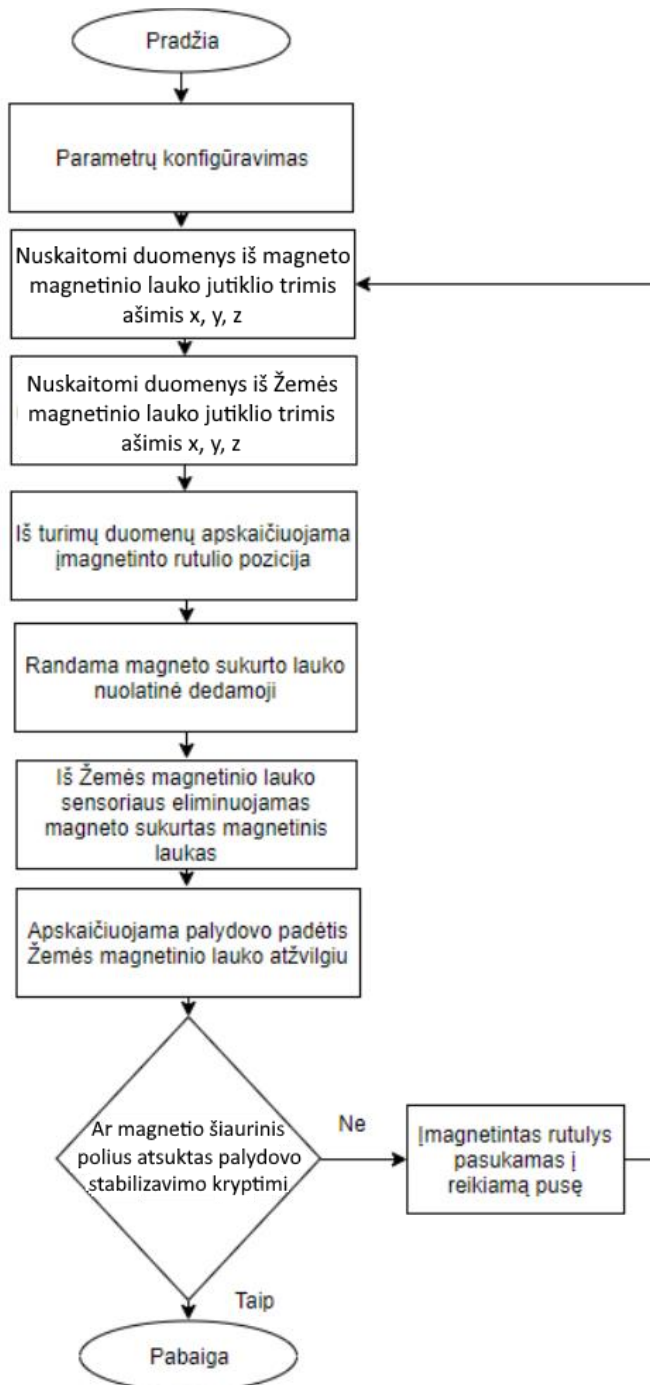 Pradžia
Parametrų konfigūravimas
Nuskaitomi duomenys iš magneto
magnetinio lauko jutiklio trimis
ašimis x, y, z
Nuskaitomi duomenys iš Žemės
magnetinio lauko jutiklio trimis
ašimis x, y, z
Iš turimų duomenų apskaičiuojama
įmagnetinto rutulio pozicija
Randama magneto sukurto lauko
nuolatinė dedamoji
Iš Žemės magnetinio lauko
sensoriaus eliminuojamas
magneto sukurtas magnetinis
laukas
Apskaičiuojama palydovo padėtis
Žemės magnetinio lauko atžvilgiu
Ar magnetio šiaurinis
polius atsuktas palydovo
stabilizavimo kryptimi
Ne
Įmagnetintas rutulys
pasukamas į
reikiamą pusę
Taip
Pabaiga